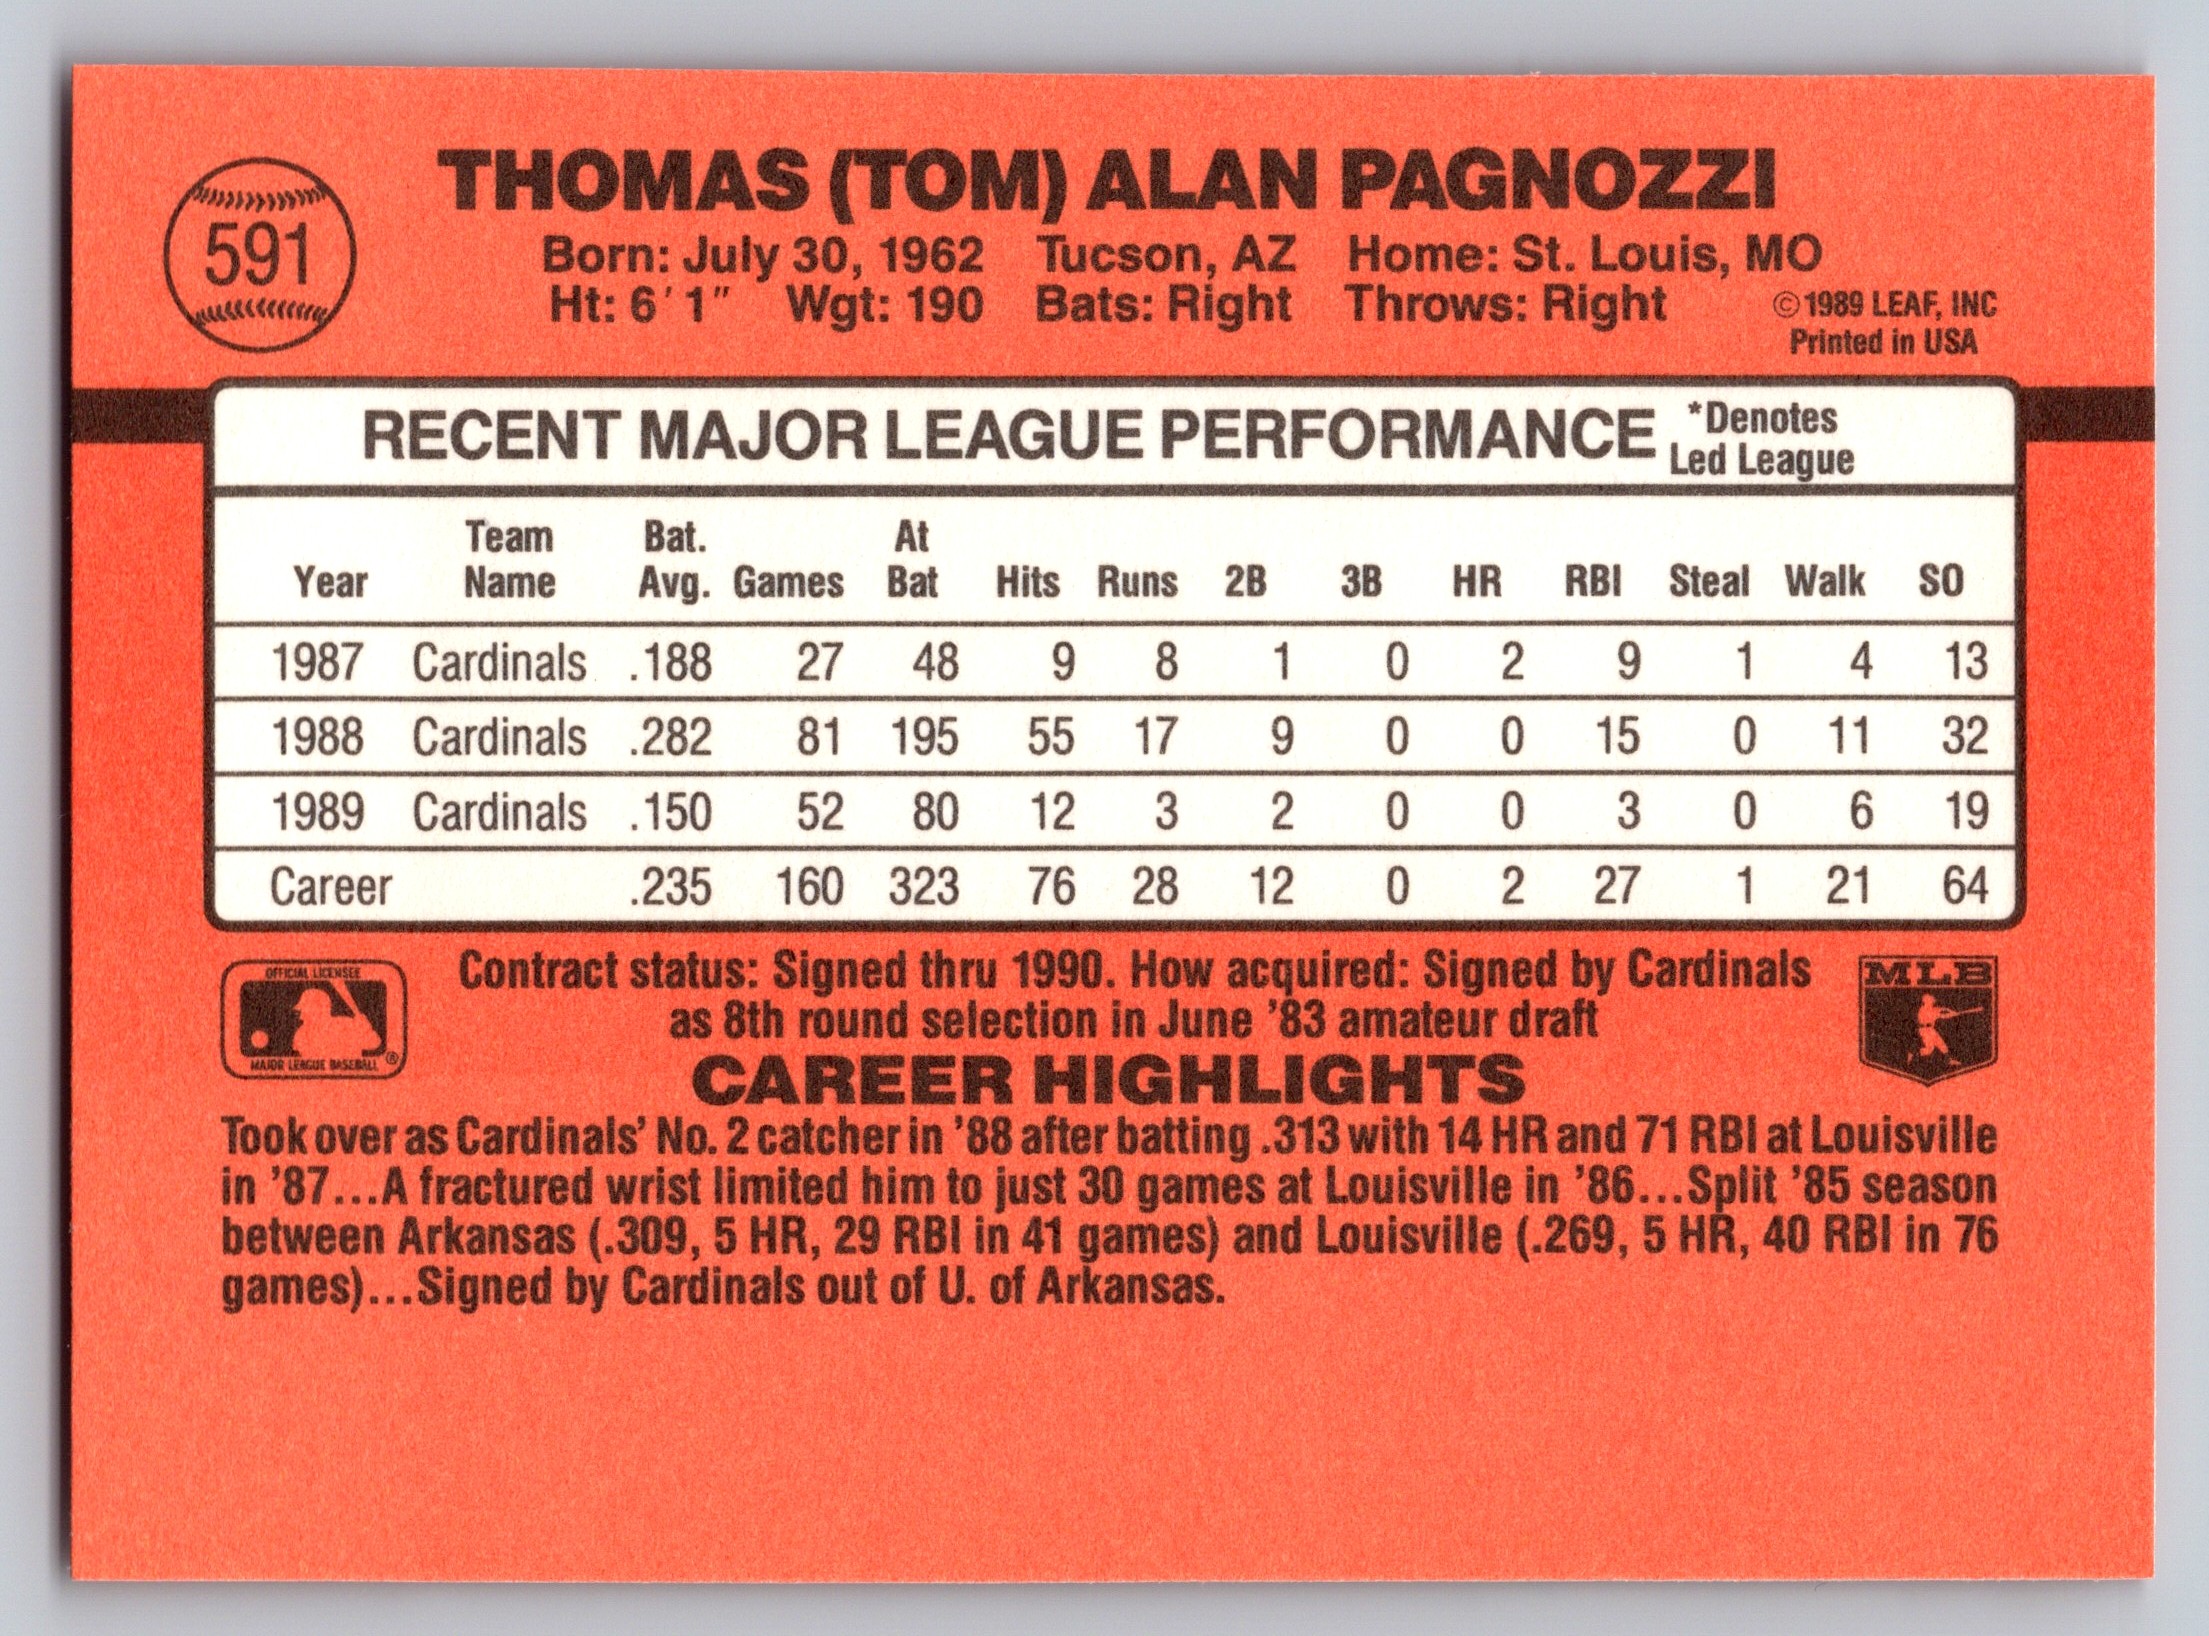 591
THOMAS (TOM) ALAN PAGNOZZI
Born: July 30, 1962 Tucson, AZ Home: St. Louis, MO
Ht: 6' 1" Wgt: 190 Bats: Right Throws: Right
©1989 LEAF, INC
Printed in USA
RECENT MAJOR LEAGUE PERFORMANCE *Denotes Led League
Year Team Name Bat. Avg. Games At Bat Hits Runs 2B 3B HR RBI Steal Walk SO
1987 Cardinals .188 27 48 9 8 1 0 2 9 1 4 13
1988 Cardinals .282 81 195 55 17 9 0 0 15 0 11 32
1989 Cardinals .150 52 80 12 3 2 0 0 3 0 6 19
Career .235 160 323 76 28 12 0 2 27 1 21 64
OFFICIAL LICENSEE
MAJOR LEAGUE BASEBALL ®
Contract status: Signed thru 1990. How acquired: Signed by Cardinals
as 8th round selection in June '83 amateur draft
MLB
CAREER HIGHLIGHTS
Took over as Cardinals' No. 2 catcher in '88 after batting .313 with 14 HR and 71 RBI at Louisville
in '87...A fractured wrist limited him to just 30 games at Louisville in '86...Split '85 season
between Arkansas (.309, 5 HR, 29 RBI in 41 games) and Louisville (.269, 5 HR, 40 RBI in 76
games)...Signed by Cardinals out of U. of Arkansas.